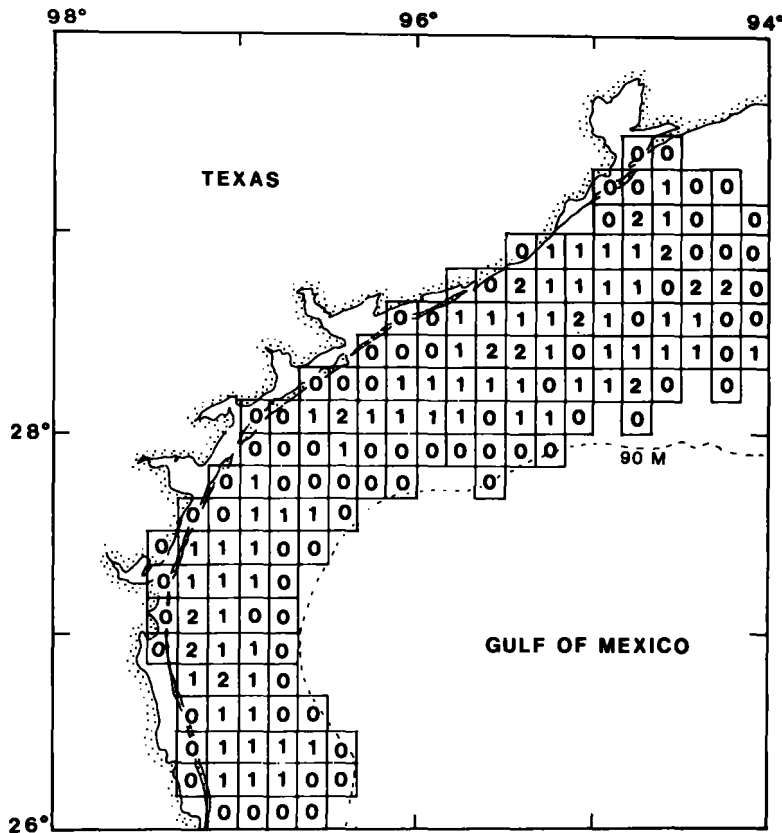 98° 96° 94°
0 0
TEXAS
0 0 1 0 0
0 2 1 0 0
0 1 1 1 1 2 0 0 0
0 2 1 1 1 1 0 2 2 0
0 0 1 1 1 1 2 1 0 1 1 0 0
0 0 0 1 2 2 1 0 1 1 1 1 0 1
0 0 0 1 1 1 1 1 0 1 1 2 0 0
28° 0 0 1 2 1 1 1 1 0 1 1 0 0
0 0 0 1 0 0 0 0 0 0 0
90 M
0 1 0 0 0 0 0 0
0 0 1 1 1 0
0 1 1 1 0 0
0 1 1 1 0
0 2 1 0 0
0 2 1 1 0
GULF OF MEXICO
1 2 1 0
0 1 1 0 0
0 1 1 1 1 0
0 1 1 1 0 0
26° 0 0 0 0